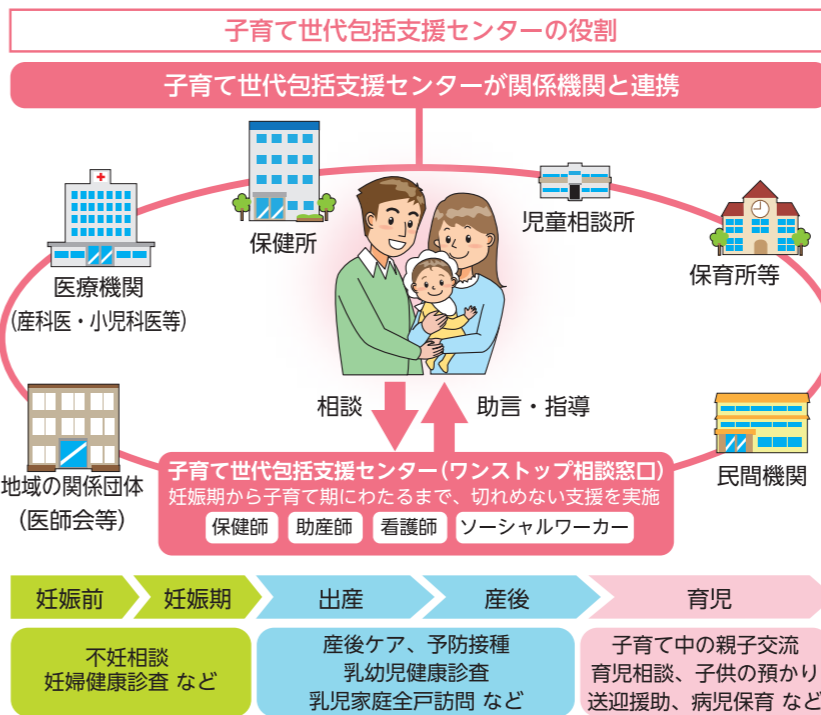 子育て世代包括支援センターの役割
子育て世代包括支援センターが関係機関と連携
医療機関
(産科医・小児科医等)
保健所
児童相談所
保育所等
地域の関係団体
(医師会等)
民間機関
相談
助言・指導
子育て世代包括支援センター(ワンストップ相談窓口)
妊娠期から子育て期にわたるまで、切れめない支援を実施
保健師 助産師 看護師 ソーシャルワーカー
妊娠前 妊娠期 出産 産後 育児
不妊相談
妊婦健康診査 など
産後ケア、予防接種
乳幼児健康診査
乳児家庭全戸訪問 など
子育て中の親子交流
育児相談、子供の預かり
送迎援助、病児保育 など